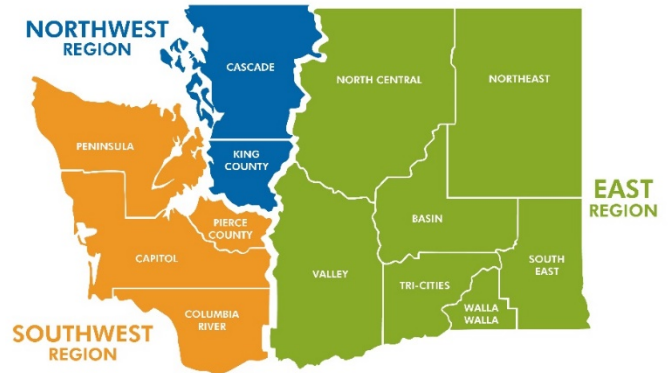 NORTHWEST
REGION
CASCADE
NORTH CENTRAL
NORTHEAST
PENINSULA
KING
COUNTY
EAST
REGION
PIERCE
COUNTY
BASIN
CAPITOL
VALLEY
TRI-CITIES
SOUTH
EAST
COLUMBIA
RIVER
WALLA
WALLA
SOUTHWEST
REGION